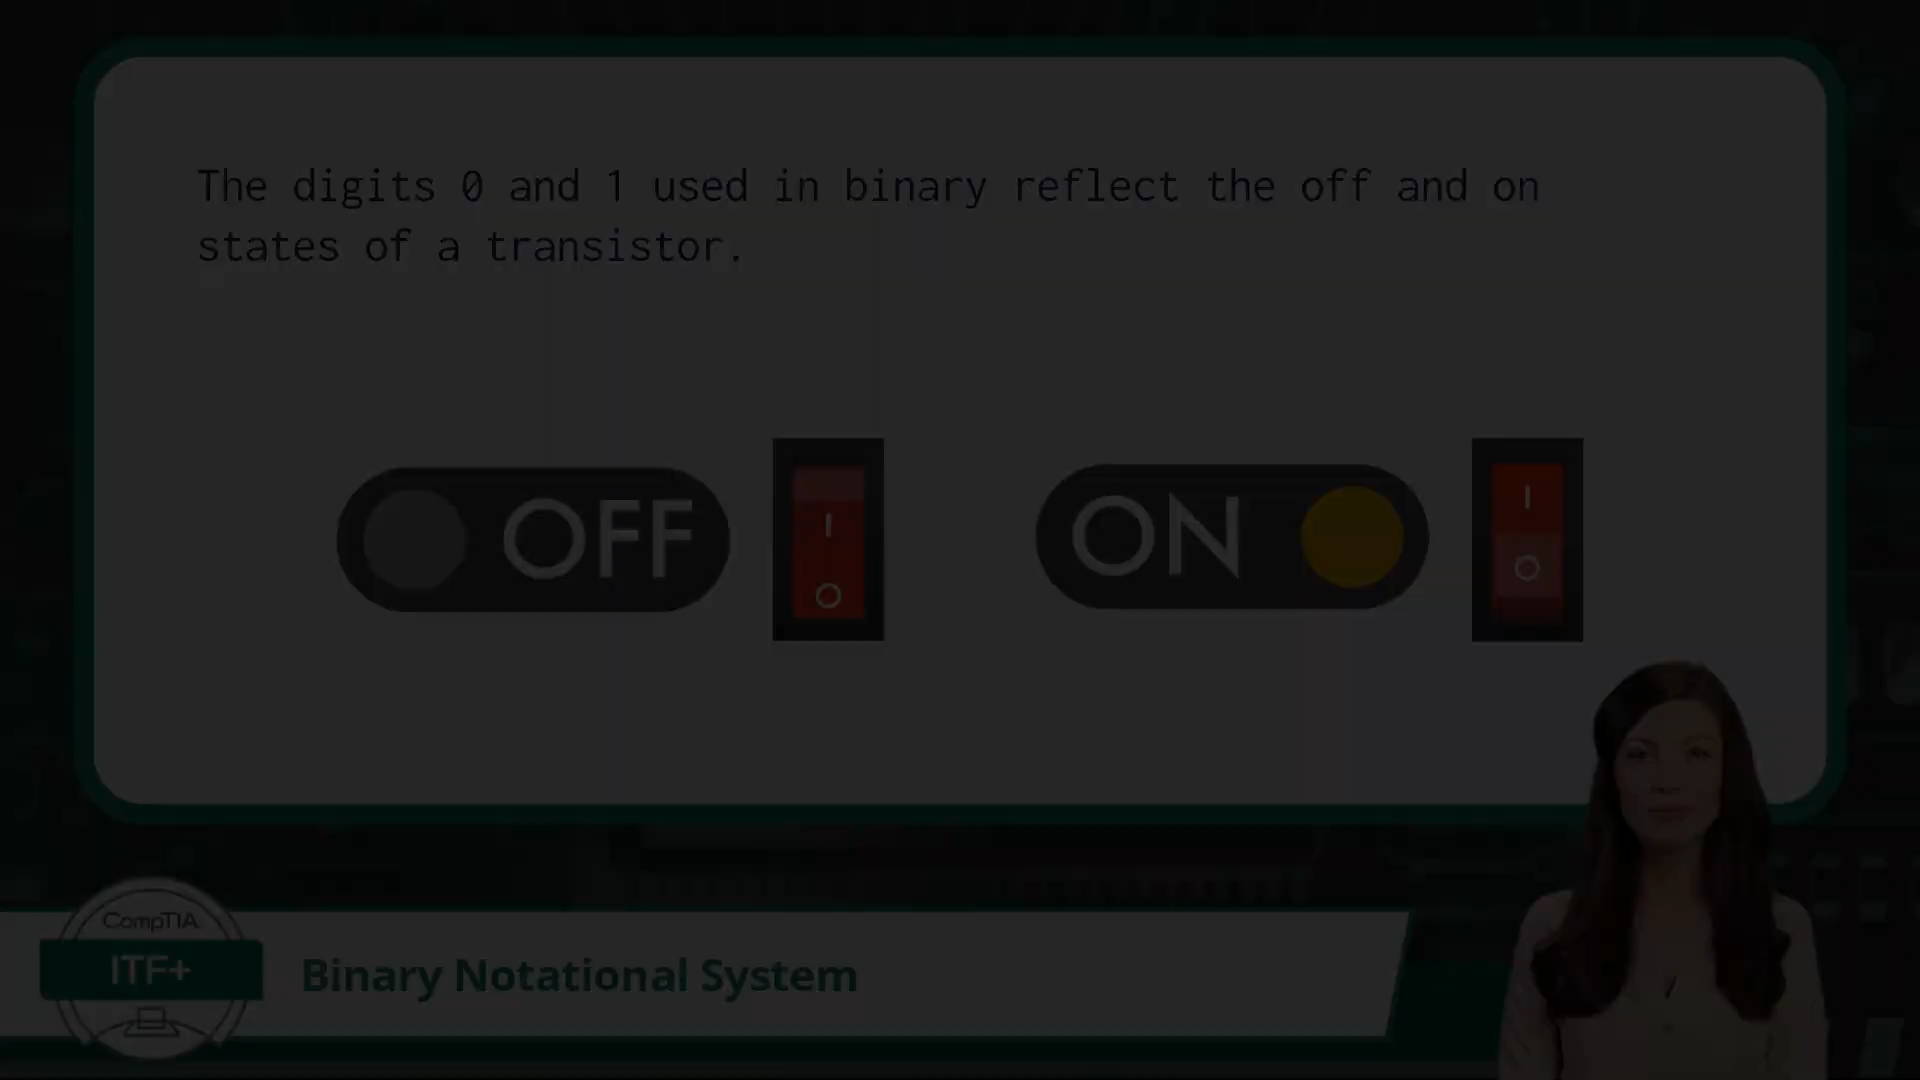 The digits 0 and 1 used in binary reflect the off and on
states of a transistor.
OFF
I
O
ON
I
O
CompTIA
ITF+
Binary Notational System